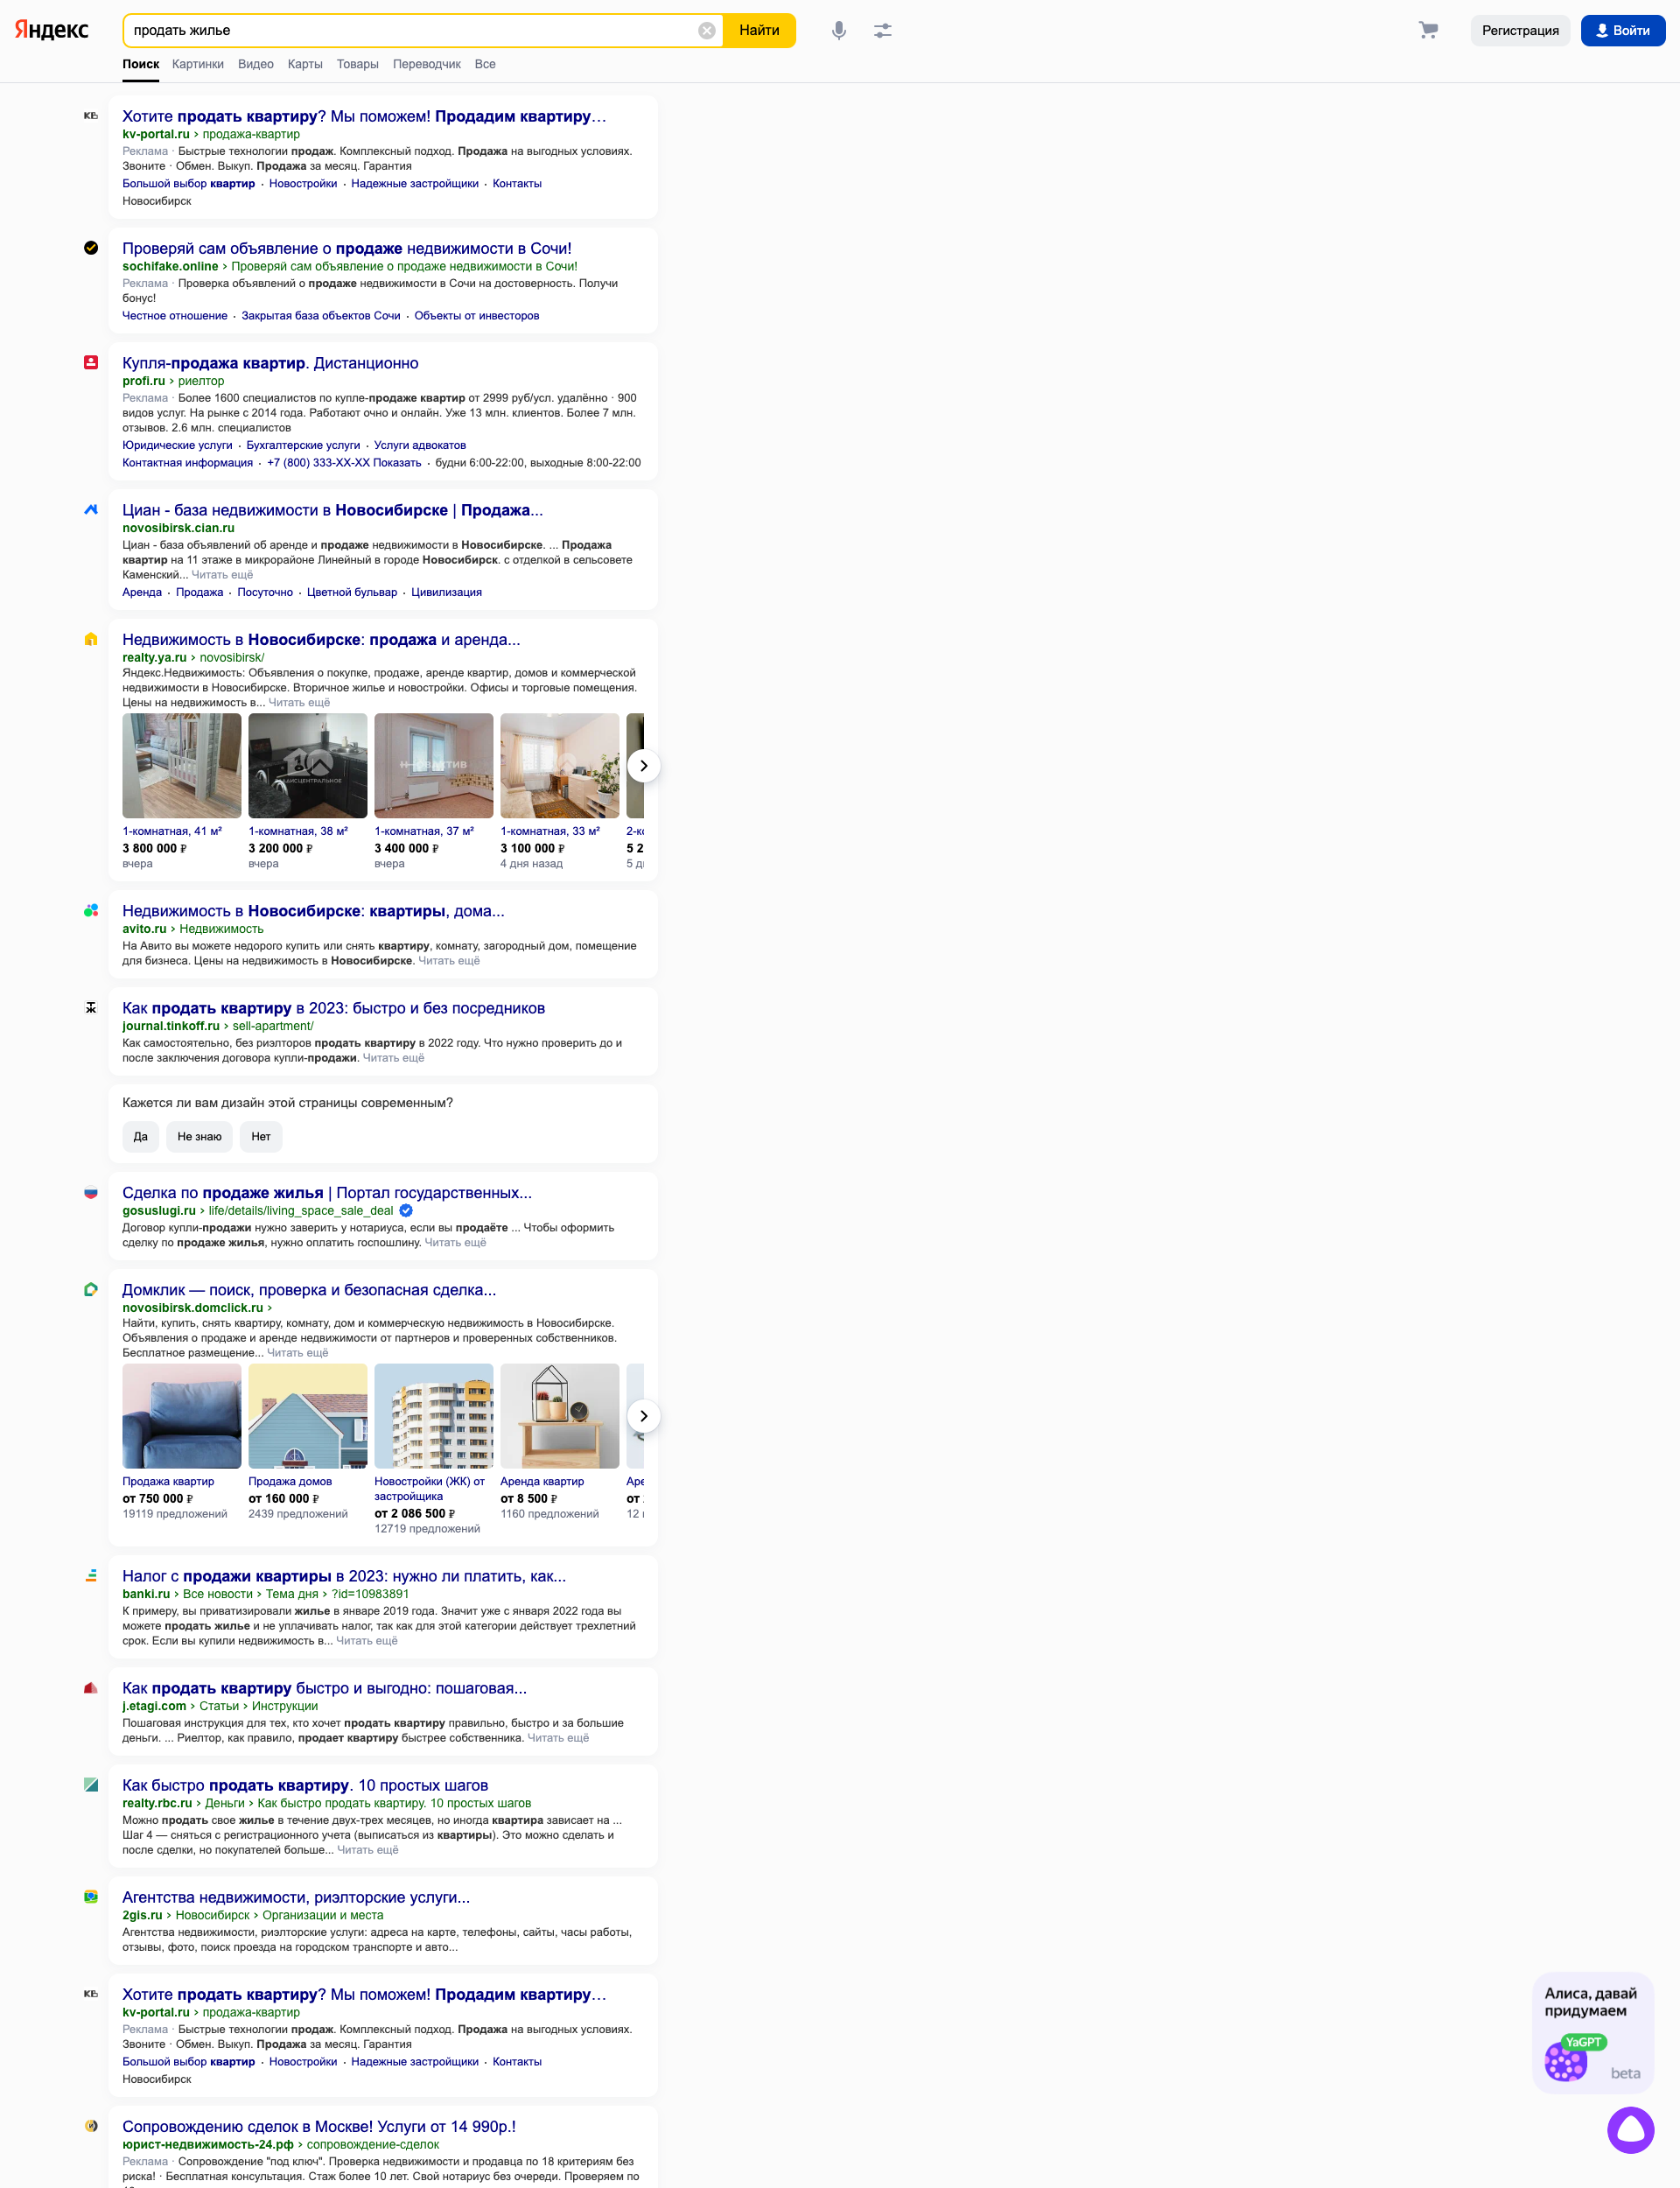 Яндекс
продать жилье
Найти
Регистрация
Войти
Поиск Картинки Видео Карты Товары Переводчик Все
Хотите продать квартиру? Мы поможем! Продадим квартиру…
kv-portal.ru › продажа-квартир
Реклама · Быстрые технологии продаж. Комплексный подход. Продажа на выгодных условиях.
Звоните · Обмен. Выкуп. Продажа за месяц. Гарантия
Большой выбор квартир · Новостройки · Надежные застройщики · Контакты
Новосибирск
Проверяй сам объявление о продаже недвижимости в Сочи!
sochifake.online › Проверяй сам объявление о продаже недвижимости в Сочи!
Реклама · Проверка объявлений о продаже недвижимости в Сочи на достоверность. Получи
бонус!
Честное отношение · Закрытая база объектов Сочи · Объекты от инвесторов
Купля-продажа квартир. Дистанционно
profi.ru › риелтор
Реклама · Более 1600 специалистов по купле-продаже квартир от 2999 руб/усл. удалённо · 900
видов услуг. На рынке с 2014 года. Работают очно и онлайн. Уже 13 млн. клиентов. Более 7 млн.
отзывов. 2.6 млн. специалистов
Юридические услуги · Бухгалтерские услуги · Услуги адвокатов
Контактная информация · +7 (800) 333-XX-XX Показать · будни 6:00-22:00, выходные 8:00-22:00
Циан - база недвижимости в Новосибирске | Продажа...
novosibirsk.cian.ru
Циан - база объявлений об аренде и продаже недвижимости в Новосибирске. ... Продажа
квартир на 11 этаже в микрорайоне Линейный в городе Новосибирск. с отделкой в сельсовете
Каменский... Читать ещё
Аренда · Продажа · Посуточно · Цветной бульвар · Цивилизация
Недвижимость в Новосибирске: продажа и аренда...
realty.ya.ru › novosibirsk/
Яндекс.Недвижимость: Объявления о покупке, продаже, аренде квартир, домов и коммерческой
недвижимости в Новосибирске. Вторичное жилье и новостройки. Офисы и торговые помещения.
Цены на недвижимость в... Читать ещё
1-комнатная, 41 м² 1-комнатная, 38 м² 1-комнатная, 37 м² 1-комнатная, 33 м² 2-к
3 800 000 ₽ 3 200 000 ₽ 3 400 000 ₽ 3 100 000 ₽ 5 2
вчера вчера вчера 4 дня назад 5 д
Недвижимость в Новосибирске: квартиры, дома...
avito.ru › Недвижимость
На Авито вы можете недорого купить или снять квартиру, комнату, загородный дом, помещение
для бизнеса. Цены на недвижимость в Новосибирске. Читать ещё
Как продать квартиру в 2023: быстро и без посредников
journal.tinkoff.ru › sell-apartment/
Как самостоятельно, без риэлторов продать квартиру в 2022 году. Что нужно проверить до и
после заключения договора купли-продажи. Читать ещё
Кажется ли вам дизайн этой страницы современным?
Да Не знаю Нет
Сделка по продаже жилья | Портал государственных...
gosuslugi.ru › life/details/living_space_sale_deal
Договор купли-продажи нужно заверить у нотариуса, если вы продаёте ... Чтобы оформить
сделку по продаже жилья, нужно оплатить госпошлину. Читать ещё
Домклик — поиск, проверка и безопасная сделка...
novosibirsk.domclick.ru ›
Найти, купить, снять квартиру, комнату, дом и коммерческую недвижимость в Новосибирске.
Объявления о продаже и аренде недвижимости от партнеров и проверенных собственников.
Бесплатное размещение... Читать ещё
Продажа квартир Продажа домов Новостройки (ЖК) от застройщика Аренда квартир Аре
от 750 000 ₽ от 160 000 ₽ от 2 086 500 ₽ от 8 500 ₽ от
19119 предложений 2439 предложений 12719 предложений 1160 предложений 12
Налог с продажи квартиры в 2023: нужно ли платить, как...
banki.ru › Все новости › Тема дня › ?id=10983891
К примеру, вы приватизировали жилье в январе 2019 года. Значит уже с января 2022 года вы
можете продать жилье и не уплачивать налог, так как для этой категории действует трехлетний
срок. Если вы купили недвижимость в... Читать ещё
Как продать квартиру быстро и выгодно: пошаговая...
j.etagi.com › Статьи › Инструкции
Пошаговая инструкция для тех, кто хочет продать квартиру правильно, быстро и за большие
деньги. ... Риелтор, как правило, продает квартиру быстрее собственника. Читать ещё
Как быстро продать квартиру. 10 простых шагов
realty.rbc.ru › Деньги › Как быстро продать квартиру. 10 простых шагов
Можно продать свое жилье в течение двух-трех месяцев, но иногда квартира зависает на ...
Шаг 4 — сняться с регистрационного учета (выписаться из квартиры). Это можно сделать и
после сделки, но покупателей больше... Читать ещё
Агентства недвижимости, риэлторские услуги...
2gis.ru › Новосибирск › Организации и места
Агентства недвижимости, риэлторские услуги: адреса на карте, телефоны, сайты, часы работы,
отзывы, фото, поиск проезда на городском транспорте и авто...
Хотите продать квартиру? Мы поможем! Продадим квартиру…
kv-portal.ru › продажа-квартир
Реклама · Быстрые технологии продаж. Комплексный подход. Продажа на выгодных условиях.
Звоните · Обмен. Выкуп. Продажа за месяц. Гарантия
Большой выбор квартир · Новостройки · Надежные застройщики · Контакты
Новосибирск
Алиса, давай
придумаем
YaGPT
beta
Сопровождению сделок в Москве! Услуги от 14 990р.!
юрист-недвижимость-24.рф › сопровождение-сделок
Реклама · Сопровождение "под ключ". Проверка недвижимости и продавца по 18 критериям без
риска! · Бесплатная консультация. Стаж более 10 лет. Свой нотариус без очереди. Проверяем по